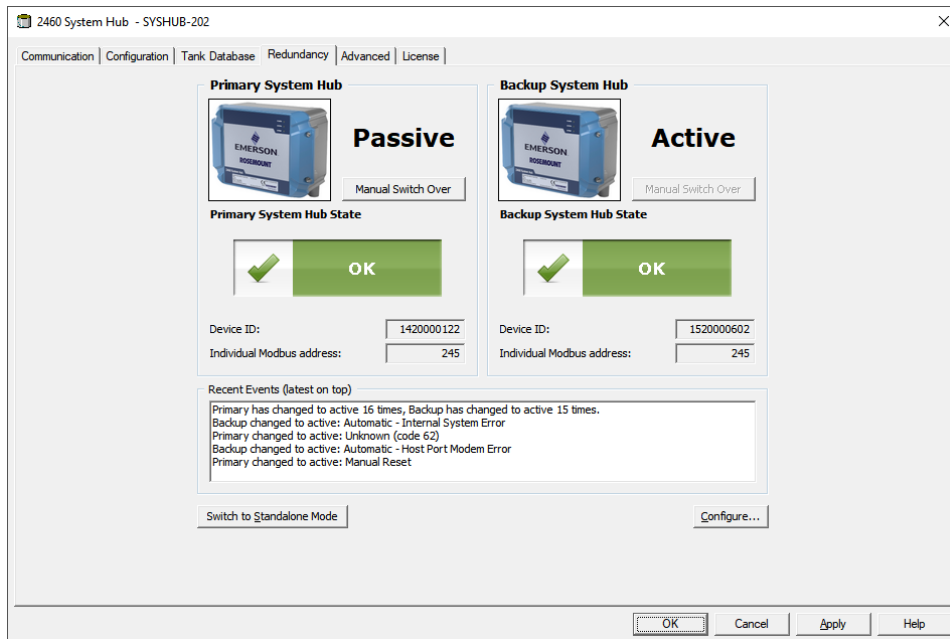 2460 System Hub - SYSHUB-202
Communication Configuration Tank Database Redundancy Advanced License
Primary System Hub
EMERSON
ROSEMOUNT
Passive
Manual Switch Over
Primary System Hub State
OK
Device ID: 1420000122
Individual Modbus address: 245
Backup System Hub
EMERSON
ROSEMOUNT
Active
Manual Switch Over
Backup System Hub State
OK
Device ID: 1520000602
Individual Modbus address: 245
Recent Events (latest on top)
Primary has changed to active 16 times, Backup has changed to active 15 times.
Backup changed to active: Automatic - Internal System Error
Primary changed to active: Unknown (code 62)
Backup changed to active: Automatic - Host Port Modem Error
Primary changed to active: Manual Reset
Switch to Standalone Mode
Configure...
OK Cancel Apply Help